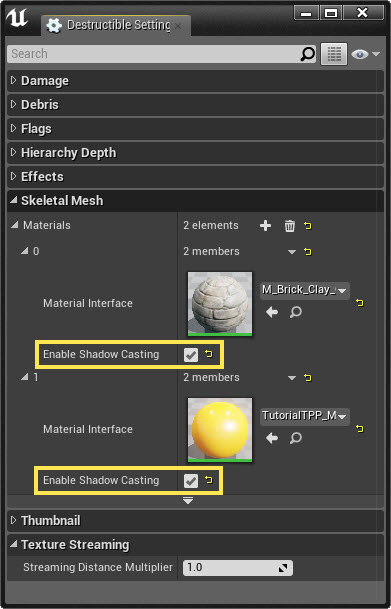 Destructible Setting
Search
Damage
Debris
Flags
Hierarchy Depth
Effects
Skeletal Mesh
Materials 2 elements
0 2 members
Material Interface M_Brick_Clay_
Enable Shadow Casting
1 2 members
Material Interface TutorialTPP_M
Enable Shadow Casting
Thumbnail
Texture Streaming
Streaming Distance Multiplier 1.0